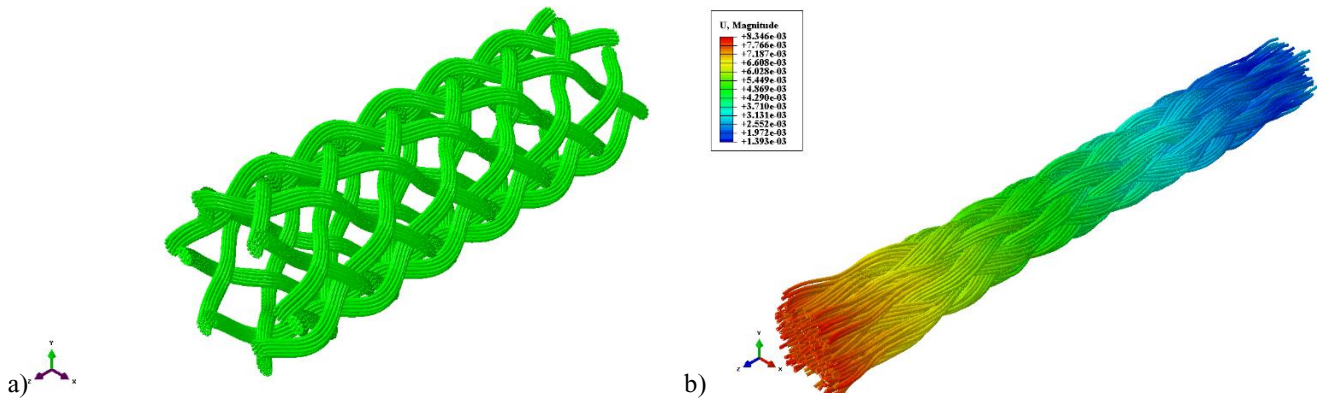 U, Magnitude
+8.346e-03
+7.766e-03
+7.187e-03
+6.608e-03
+6.028e-03
+5.449e-03
+4.869e-03
+4.290e-03
+3.710e-03
+3.131e-03
+2.552e-03
+1.972e-03
+1.393e-03
Y
Z
X
a)
Y
Z
X
b)